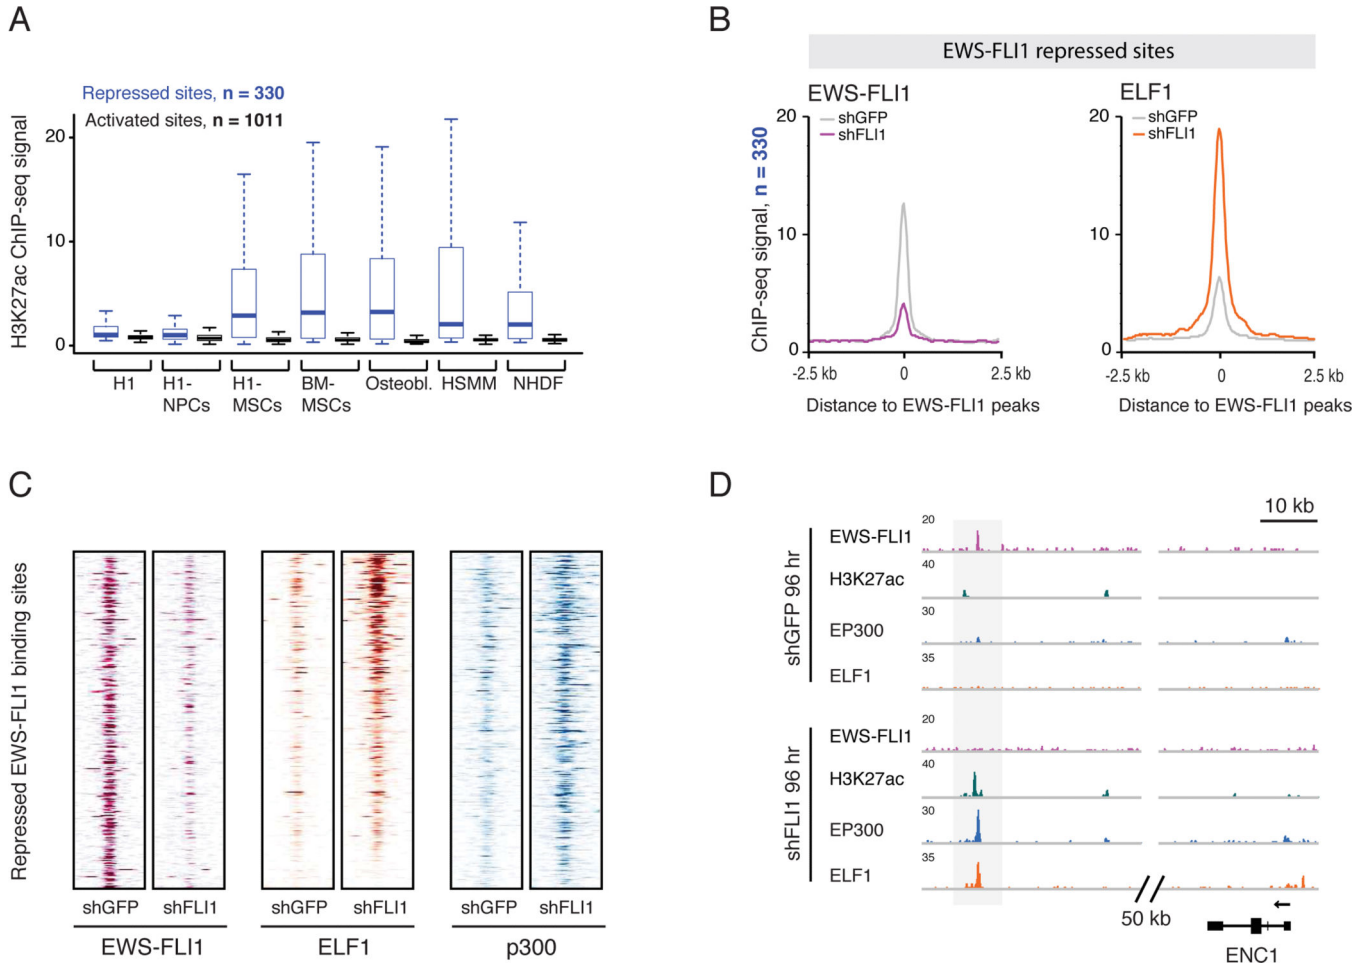 A
Repressed sites, n = 330
Activated sites, n = 1011
H3K27ac ChIP-seq signal
20
10
0
H1
H1-
NPCs
H1-
MSCs
BM-
MSCs
Osteobl.
HSMM
NHDF
B
EWS-FLI1 repressed sites
EWS-FLI1
shGFP
shFLI1
ChIP-seq signal, n = 330
20
10
0
-2.5 kb
0
2.5 kb
Distance to EWS-FLI1 peaks
ELF1
shGFP
shFLI1
20
10
0
-2.5 kb
0
2.5 kb
Distance to EWS-FLI1 peaks
C
Repressed EWS-FLI1 binding sites
shGFP
shFLI1
EWS-FLI1
shGFP
shFLI1
ELF1
shGFP
shFLI1
p300
D
10 kb
shGFP 96 hr
EWS-FLI1
20
H3K27ac
40
EP300
30
ELF1
35
shFLI1 96 hr
EWS-FLI1
20
H3K27ac
40
EP300
30
ELF1
35
50 kb
ENC1